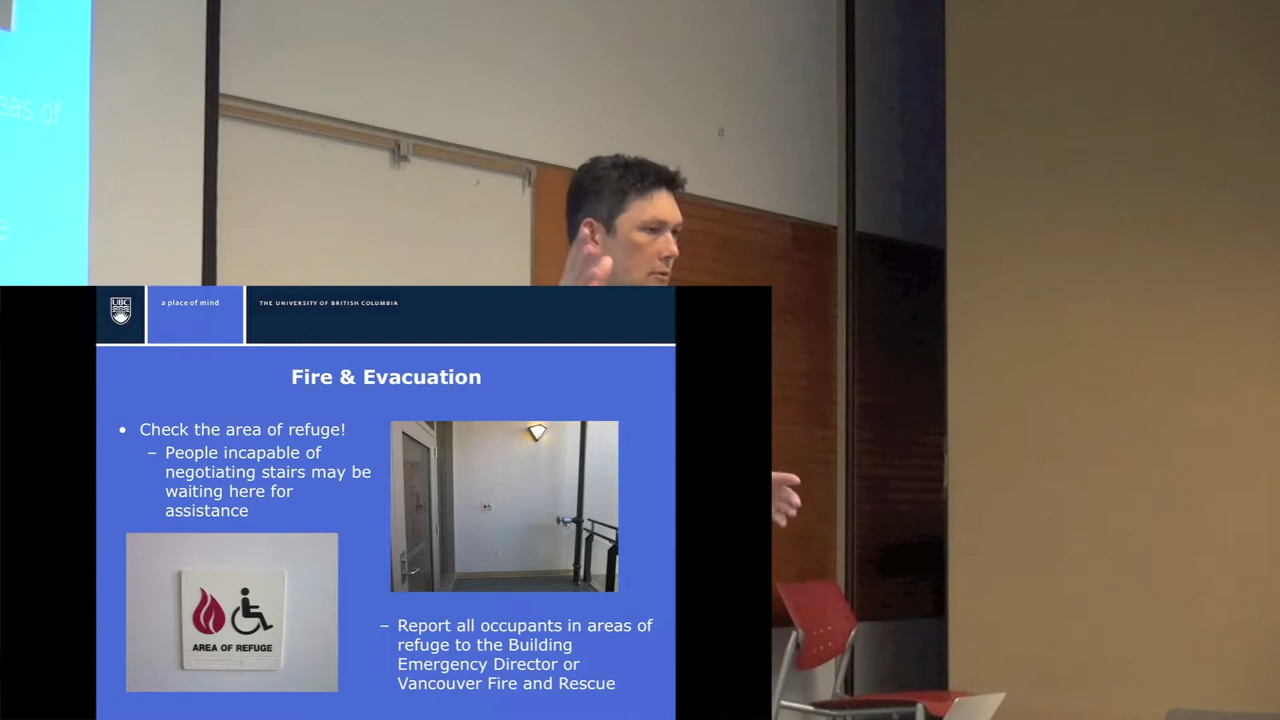 eas of
e
UBC
a place of mind
THE UNIVERSITY OF BRITISH COLUMBIA
Fire & Evacuation
• Check the area of refuge!
– People incapable of
negotiating stairs may be
waiting here for
assistance
AREA OF REFUGE
– Report all occupants in areas of
refuge to the Building
Emergency Director or
Vancouver Fire and Rescue